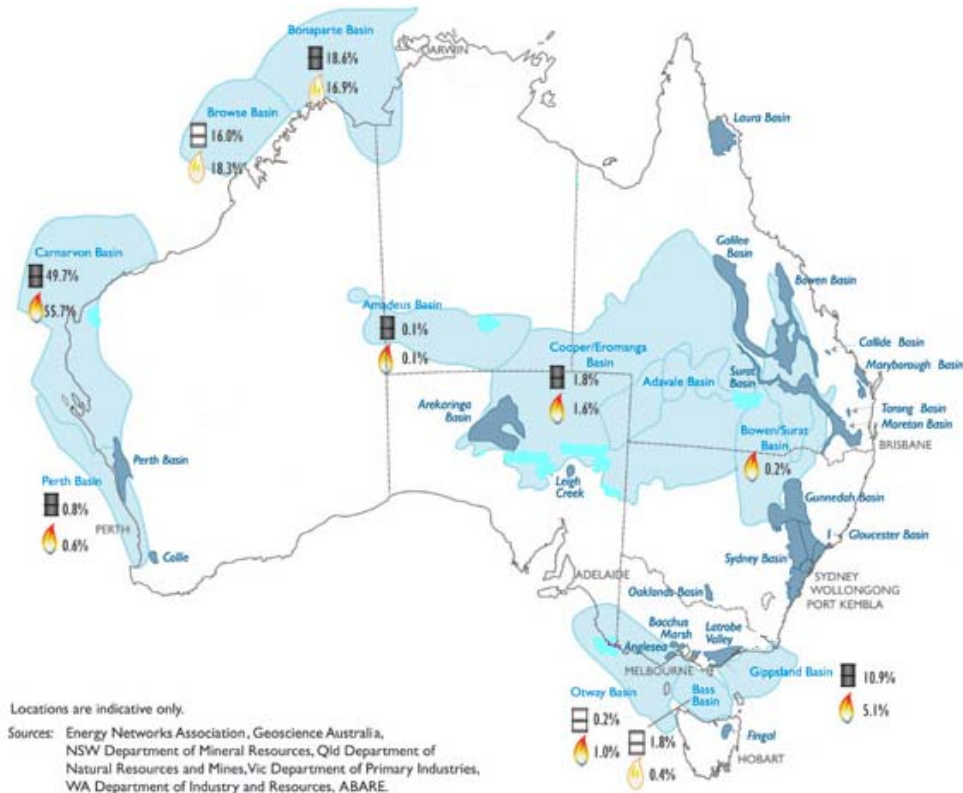 Bonaparte Basin
DARWIN
18.6%
16.9%
Browse Basin
16.0%
18.3%
Laura Basin
Carnarvon Basin
49.7%
55.7%
Galilee
Basin
Bowen Basin
Amadeus Basin
0.1%
0.1%
Cooper/Eromanga
Basin
1.8%
1.6%
Adavale Basin
Surat
Basin
Callide Basin
Maryborough Basin
Tarong Basin
Moreton Basin
BRISBANE
Arckaringa
Basin
Leigh
Creek
Bowen/Surat
Basin
0.2%
Perth Basin
Perth Basin
0.8%
0.6%
PERTH
Collie
Gunnedah Basin
Gloucester Basin
Sydney Basin
SYDNEY
WOLLONGONG
PORT KEMBLA
ADELAIDE
Oaklands Basin
Bacchus
Marsh
Latrobe
Valley
Anglesea
MELBOURNE
Gippsland Basin
10.9%
5.1%
Otway Basin
0.2%
1.0%
Bass
Basin
1.8%
0.4%
Fingal
HOBART
Locations are indicative only.
Sources: Energy Networks Association, Geoscience Australia,
NSW Department of Mineral Resources, Qld Department of
Natural Resources and Mines, Vic Department of Primary Industries,
WA Department of Industry and Resources, ABARE.